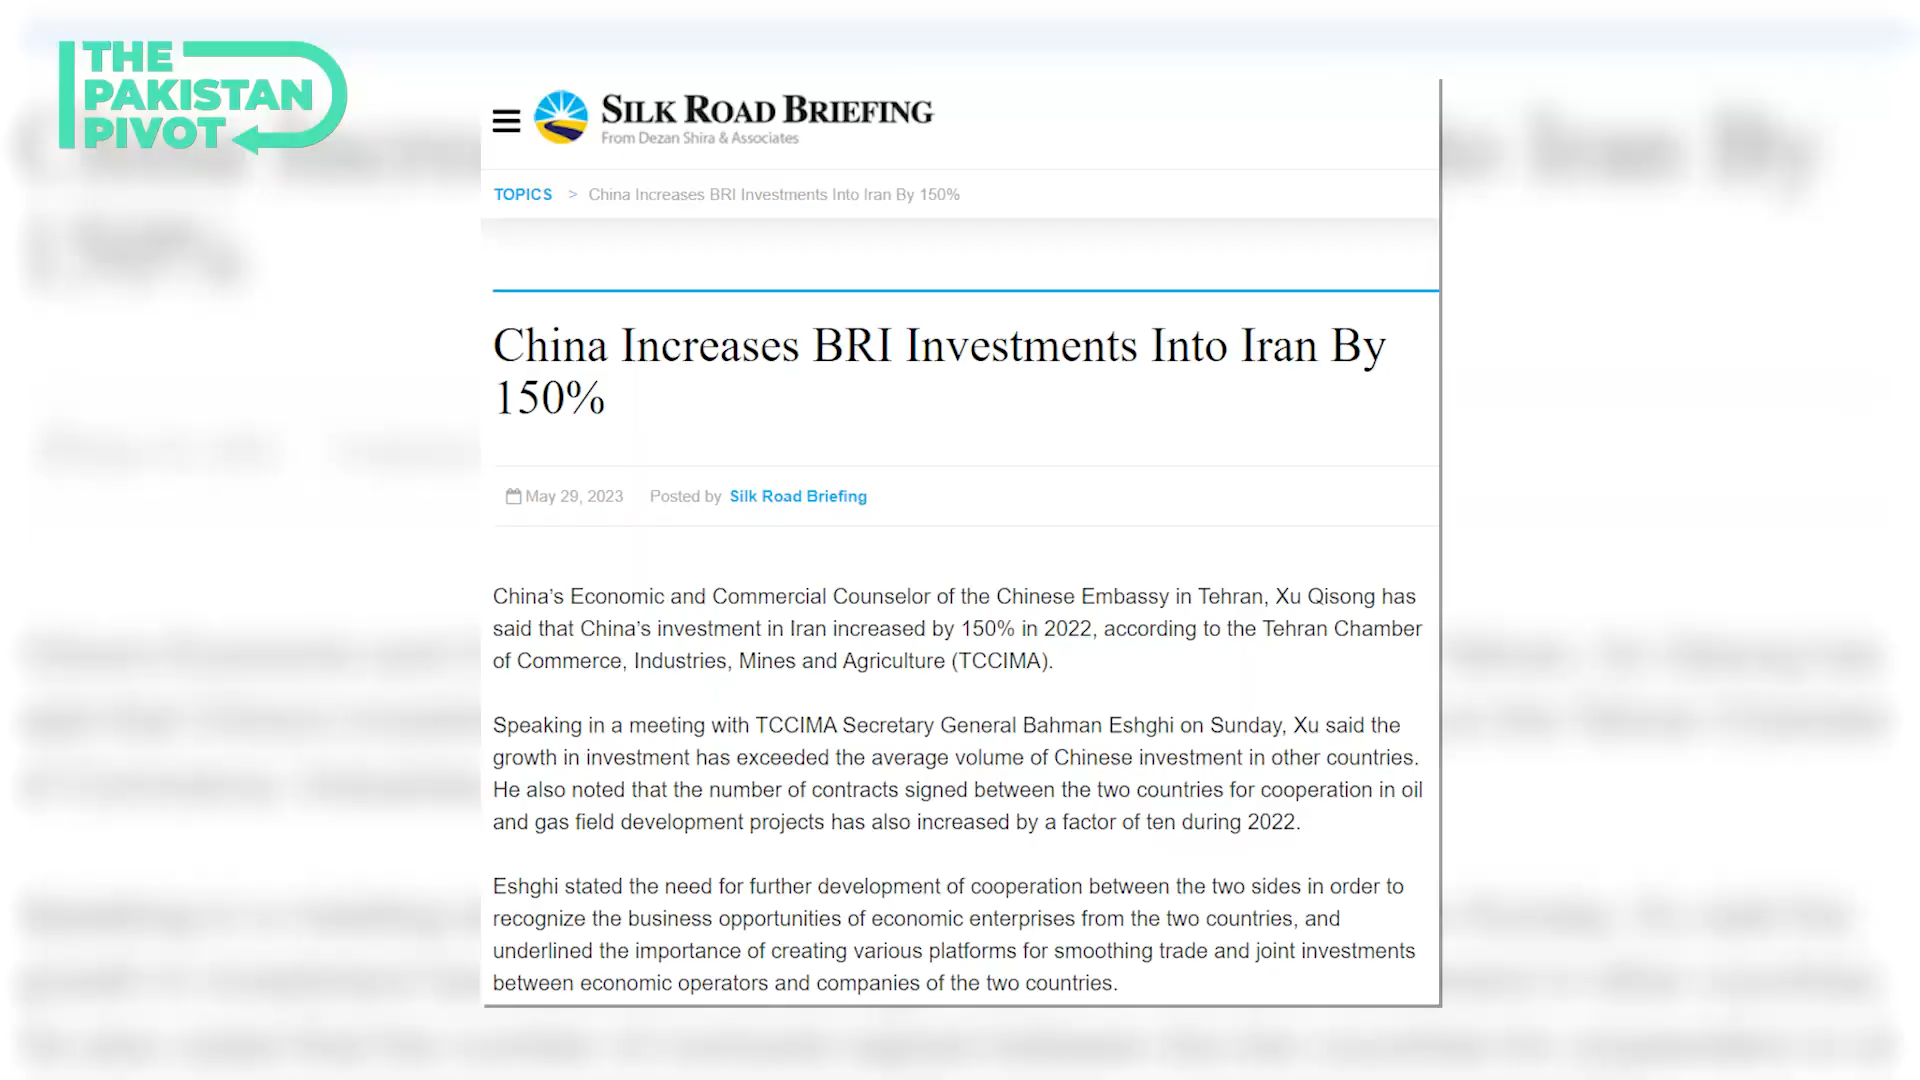 THE
PAKISTAN
PIVOT
SILK ROAD BRIEFING
From Dezan Shira & Associates
TOPICS > China Increases BRI Investments Into Iran By 150%
China Increases BRI Investments Into Iran By
150%
May 29, 2023 Posted by Silk Road Briefing
China’s Economic and Commercial Counselor of the Chinese Embassy in Tehran, Xu Qisong has
said that China’s investment in Iran increased by 150% in 2022, according to the Tehran Chamber
of Commerce, Industries, Mines and Agriculture (TCCIMA).
Speaking in a meeting with TCCIMA Secretary General Bahman Eshghi on Sunday, Xu said the
growth in investment has exceeded the average volume of Chinese investment in other countries.
He also noted that the number of contracts signed between the two countries for cooperation in oil
and gas field development projects has also increased by a factor of ten during 2022.
Eshghi stated the need for further development of cooperation between the two sides in order to
recognize the business opportunities of economic enterprises from the two countries, and
underlined the importance of creating various platforms for smoothing trade and joint investments
between economic operators and companies of the two countries.